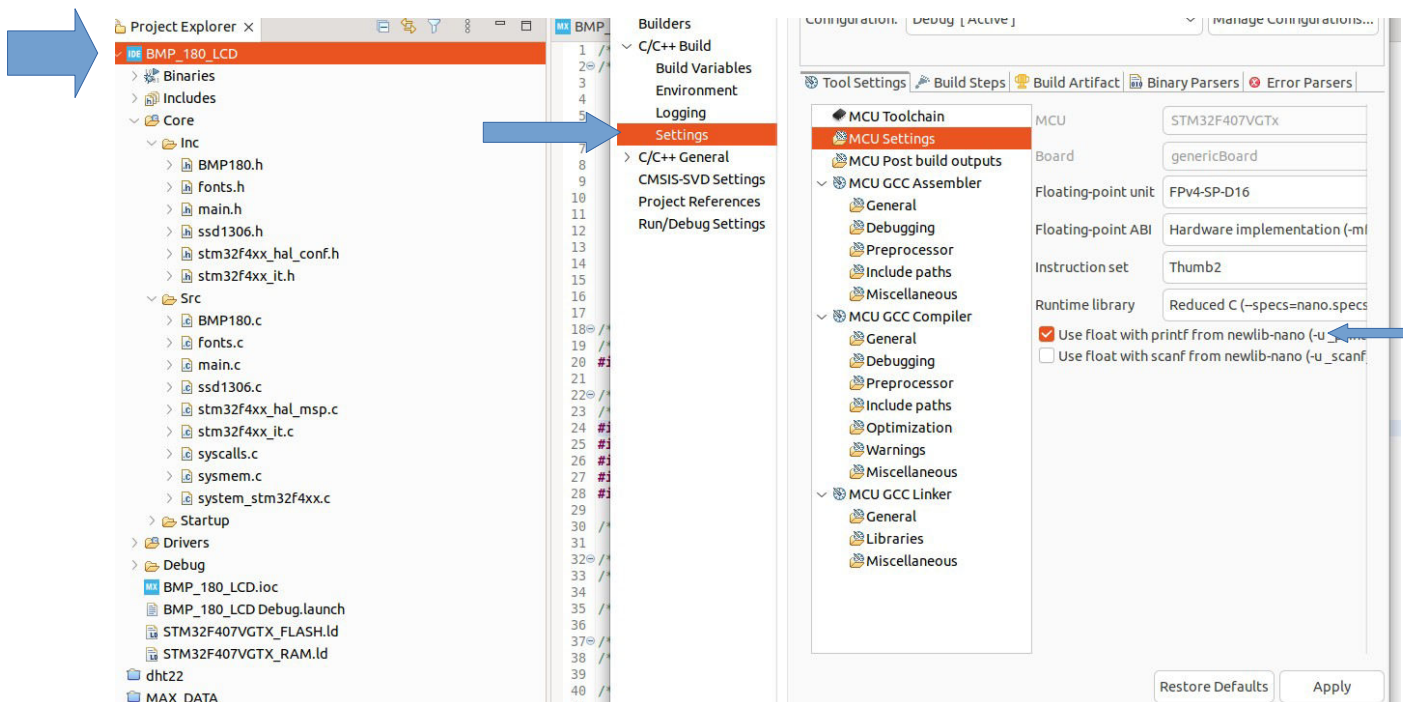 Project Explorer
BMP_180_LCD
Binaries
Includes
Core
Inc
BMP180.h
fonts.h
main.h
ssd1306.h
stm32f4xx_hal_conf.h
stm32f4xx_it.h
Src
BMP180.c
fonts.c
main.c
ssd1306.c
stm32f4xx_hal_msp.c
stm32f4xx_it.c
syscalls.c
sysmem.c
system_stm32f4xx.c
Startup
Drivers
Debug
BMP_180_LCD.ioc
BMP_180_LCD Debug.launch
STM32F407VGTX_FLASH.ld
STM32F407VGTX_RAM.ld
dht22
MAX_DATA
MX BMP_
1 /*
2 /*
3
4
5
7
8
9
10
11
12
13
14
15
16
17
18 /*
19 /*
20 #i
21
22 /*
23 /*
24 #i
25 #i
26 #i
27 #i
28 #i
29
30 /*
31
32 /*
33 /*
34
35 /*
36
37 /*
38 /*
39
40 /*
Builders
C/C++ Build
Build Variables
Environment
Logging
Settings
C/C++ General
CMSIS-SVD Settings
Project References
Run/Debug Settings
Configuration: Debug [ Active ] Manage Configurations...
Tool Settings Build Steps Build Artifact Binary Parsers Error Parsers
MCU Toolchain
MCU Settings
MCU Post build outputs
MCU GCC Assembler
General
Debugging
Preprocessor
Include paths
Miscellaneous
MCU GCC Compiler
General
Debugging
Preprocessor
Include paths
Optimization
Warnings
Miscellaneous
MCU GCC Linker
General
Libraries
Miscellaneous
MCU STM32F407VGTx
Board genericBoard
Floating-point unit FPv4-SP-D16
Floating-point ABI Hardware implementation (-mf
Instruction set Thumb2
Runtime library Reduced C (--specs=nano.specs
Use float with printf from newlib-nano (-u
Use float with scanf from newlib-nano (-u _scanf
Restore Defaults Apply